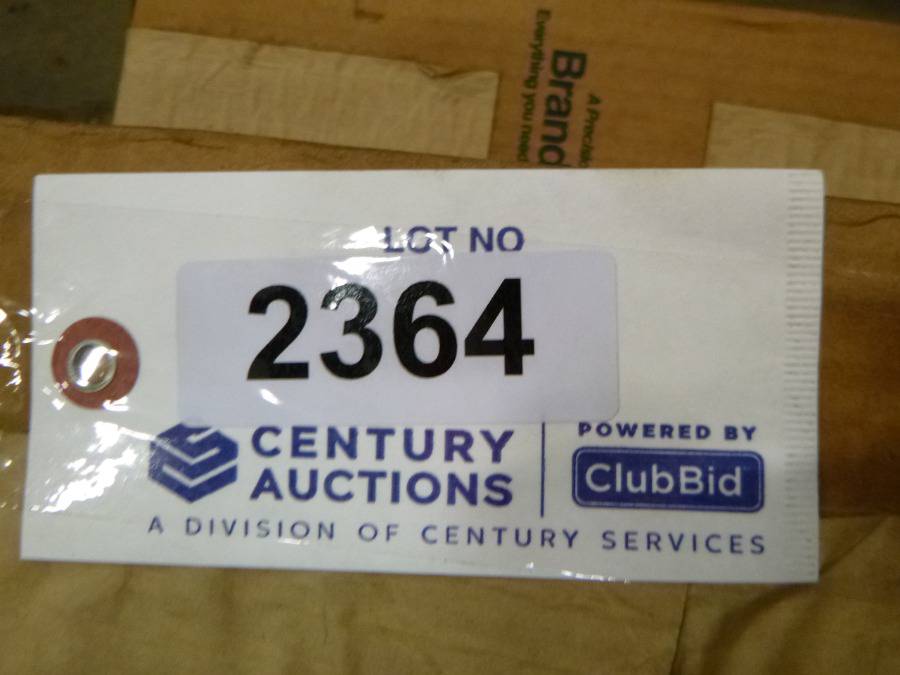 Everything you need
Brand
A
LOT NO
2364
CENTURY
AUCTIONS
POWERED BY
ClubBid
A DIVISION OF CENTURY SERVICES